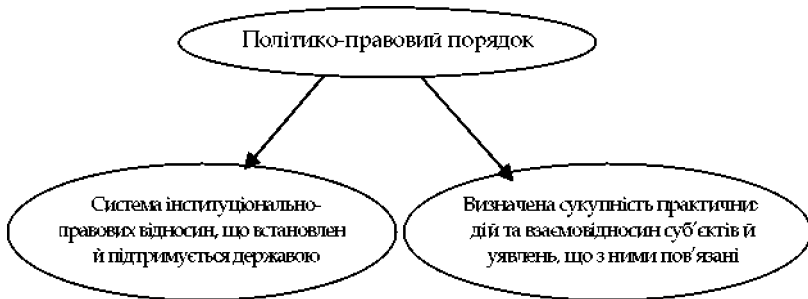 Політико-правовий порядок
Система інституціонально-
правових відносин, що встановлен
й підтримується державою
Визначена сукупність практични
дій та взаємовідносин суб'єктів й
уявлень, що з ними пов'язані